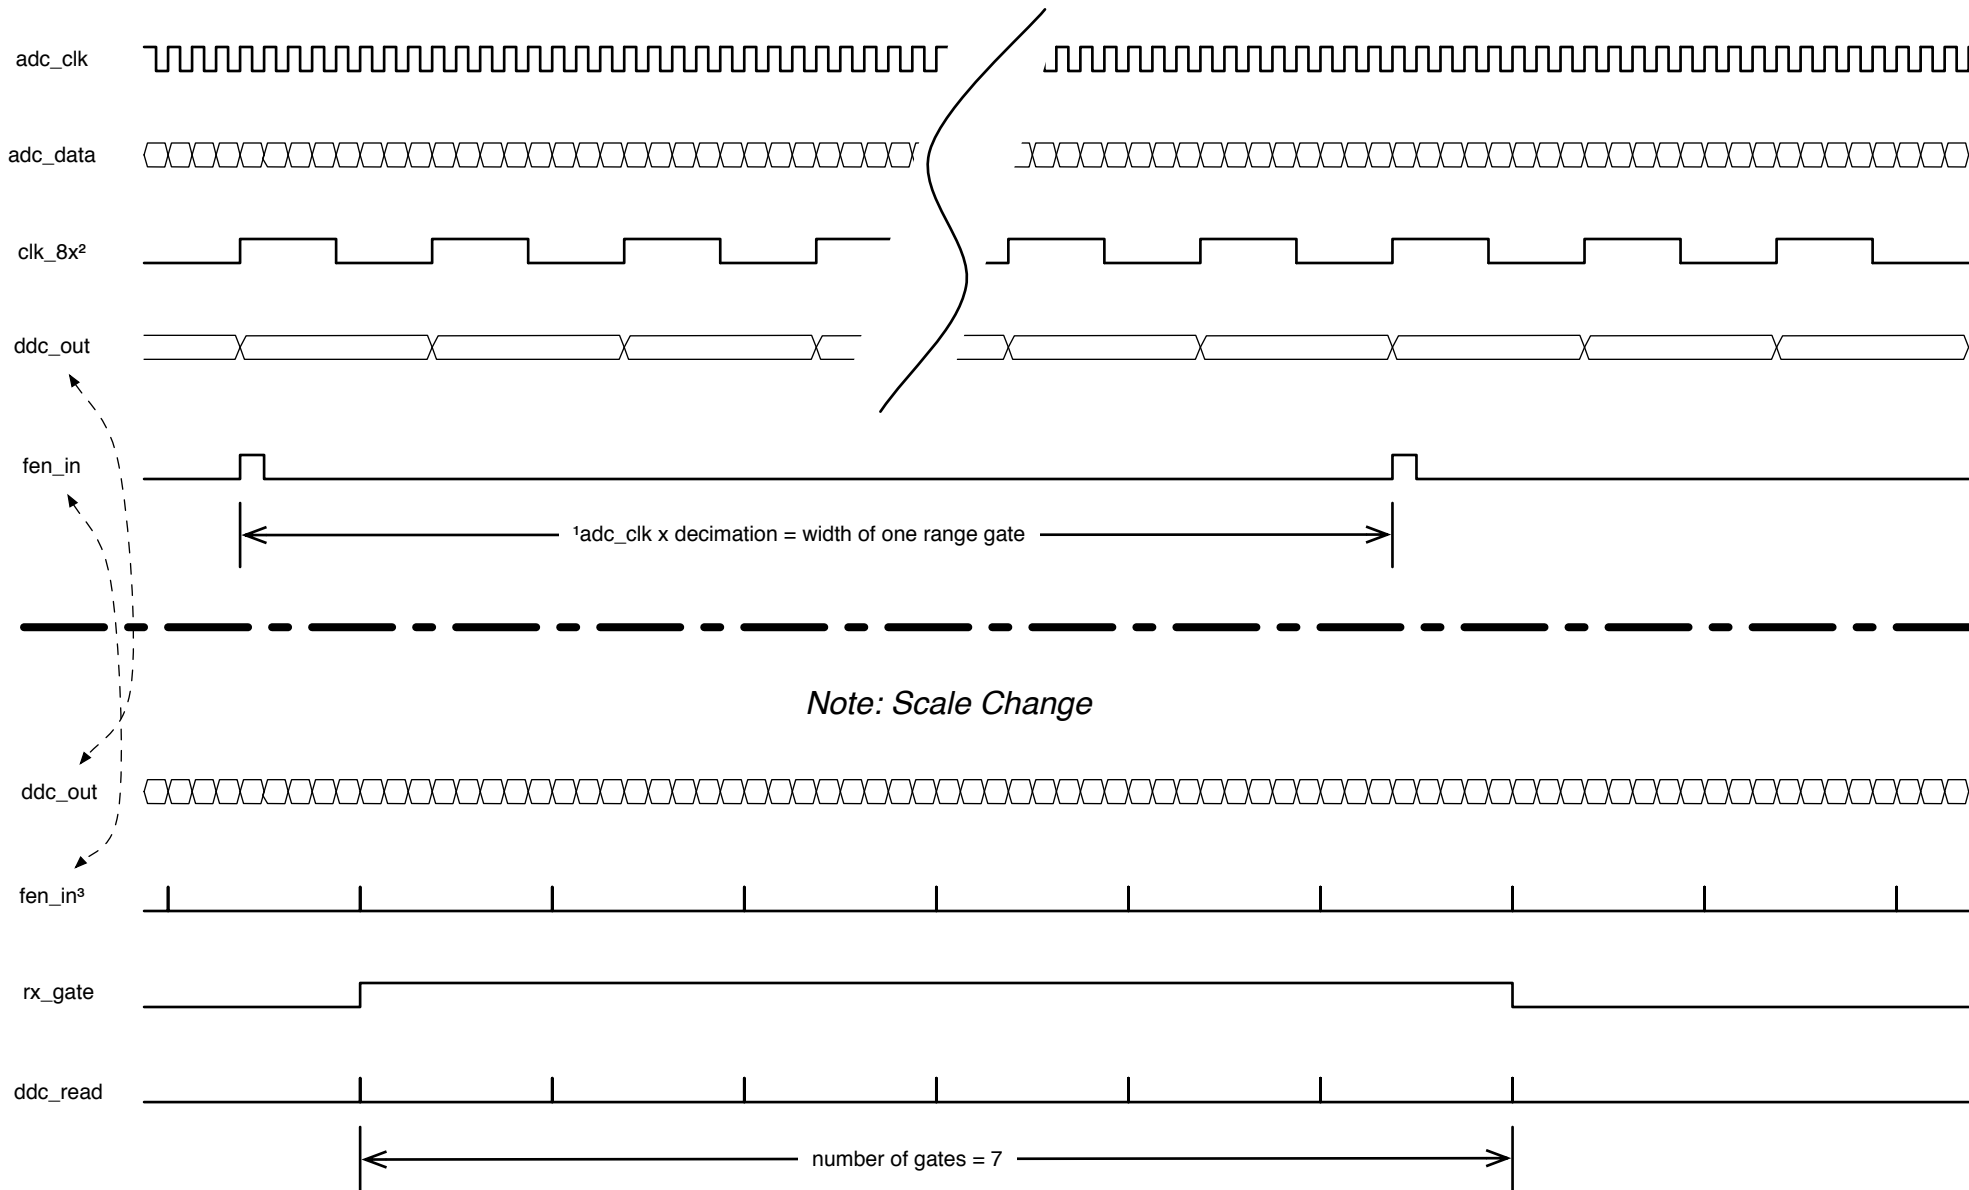 adc_clk
adc_data
clk_8x²
ddc_out
fen_in
¹adc_clk x decimation = width of one range gate
Note: Scale Change
ddc_out
fen_in³
rx_gate
ddc_read
number of gates = 7